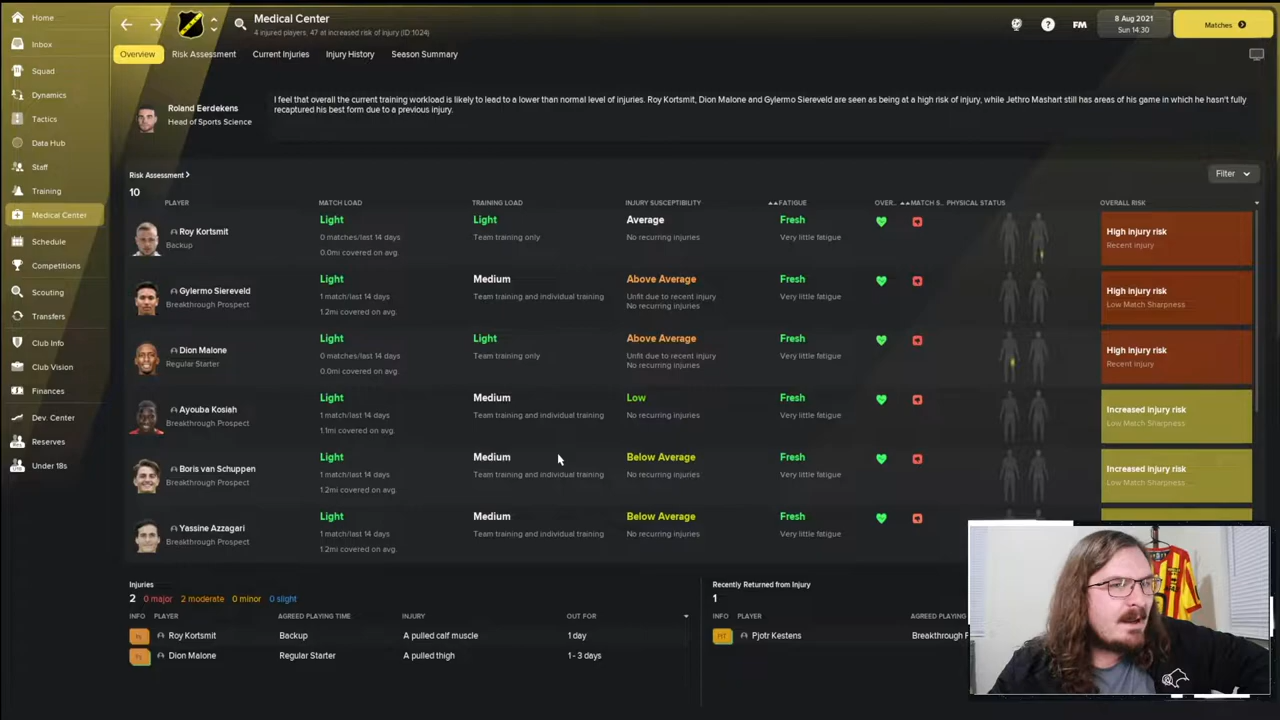 Home
Inbox
Squad
Dynamics
Tactics
Data Hub
Staff
Training
Medical Center
Schedule
Competitions
Scouting
Transfers
Club Info
Club Vision
Finances
Dev. Center
Reserves
Under 18s
Medical Center
4 injured players, 47 at increased risk of injury (ID:1024)
FM
8 Aug 2021
Sun 14:30
Matches
Overview Risk Assessment Current Injuries Injury History Season Summary
Roland Eerdekens
Head of Sports Science
I feel that overall the current training workload is likely to lead to a lower than normal level of injuries. Roy Kortsmit, Dion Malone and Gylermo Siereveld are seen as being at a high risk of injury, while Jethro Mashart still has areas of his game in which he hasn't fully
recaptured his best form due to a previous injury.
Risk Assessment >
10
Filter
PLAYER MATCH LOAD TRAINING LOAD INJURY SUSCEPTIBILITY FATIGUE OVER.. MATCH S.. PHYSICAL STATUS OVERALL RISK
Roy Kortsmit
Backup
Light
0 matches/last 14 days
0.0mi covered on avg.
Light
Team training only
Average
No recurring injuries
Fresh
Very little fatigue
High injury risk
Recent injury
Gylermo Siereveld
Breakthrough Prospect
Light
1 match/last 14 days
1.2mi covered on avg.
Medium
Team training and individual training
Above Average
Unfit due to recent injury
No recurring injuries
Fresh
Very little fatigue
High injury risk
Low Match Sharpness
Dion Malone
Regular Starter
Light
0 matches/last 14 days
0.0mi covered on avg.
Light
Team training only
Above Average
Unfit due to recent injury
No recurring injuries
Fresh
Very little fatigue
High injury risk
Recent injury
Ayouba Kosiah
Breakthrough Prospect
Light
1 match/last 14 days
1.1mi covered on avg.
Medium
Team training and individual training
Low
No recurring injuries
Fresh
Very little fatigue
Increased injury risk
Low Match Sharpness
Boris van Schuppen
Breakthrough Prospect
Light
1 match/last 14 days
1.2mi covered on avg.
Medium
Team training and individual training
Below Average
No recurring injuries
Fresh
Very little fatigue
Increased injury risk
Low Match Sharpness
Yassine Azzagari
Breakthrough Prospect
Light
1 match/last 14 days
1.2mi covered on avg.
Medium
Team training and individual training
Below Average
No recurring injuries
Fresh
Very little fatigue
Injuries
2 0 major 2 moderate 0 minor 0 slight
INFO PLAYER AGREED PLAYING TIME INJURY OUT FOR
Roy Kortsmit Backup A pulled calf muscle 1 day
Dion Malone Regular Starter A pulled thigh 1 - 3 days
Recently Returned from Injury
1
INFO PLAYER AGREED
HT Pjotr Kestens Breakthrough